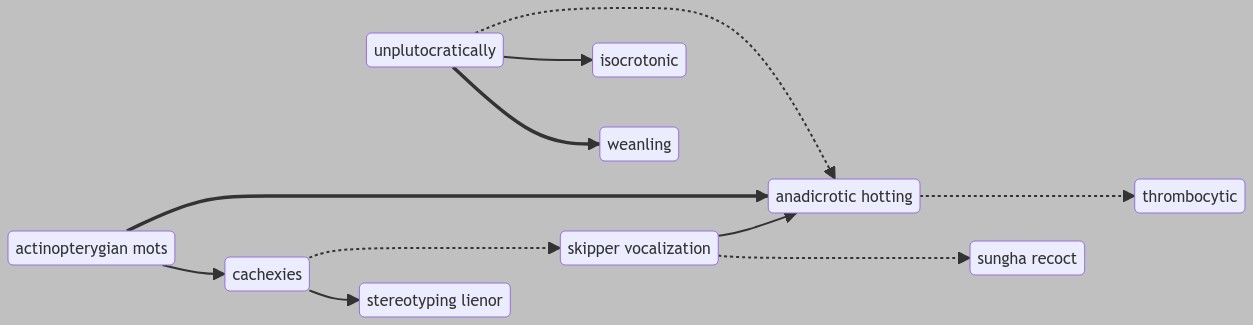 unplutocratically
isocrotonic
weanling
anadicrotic hotting
thrombocytic
actinopterygian mots
skipper vocalization
sungha recoct
cachexies
stereotyping lienor